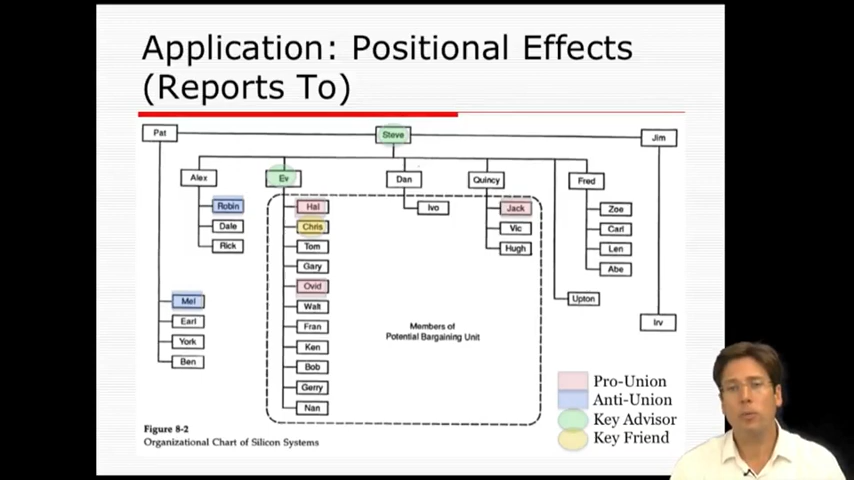 Application: Positional Effects
(Reports To)
Pat
Steve
Jim
Alex
Ev
Dan
Quincy
Fred
Robin
Dale
Rick
Hal
Chris
Tom
Gary
Ovid
Walt
Fran
Ken
Bob
Gerry
Nan
Ivo
Jack
Vic
Hugh
Zoe
Carl
Len
Abe
Upton
Irv
Mel
Earl
York
Ben
Members of
Potential Bargaining Unit
Pro-Union
Anti-Union
Key Advisor
Key Friend
Figure 8-2
Organizational Chart of Silicon Systems